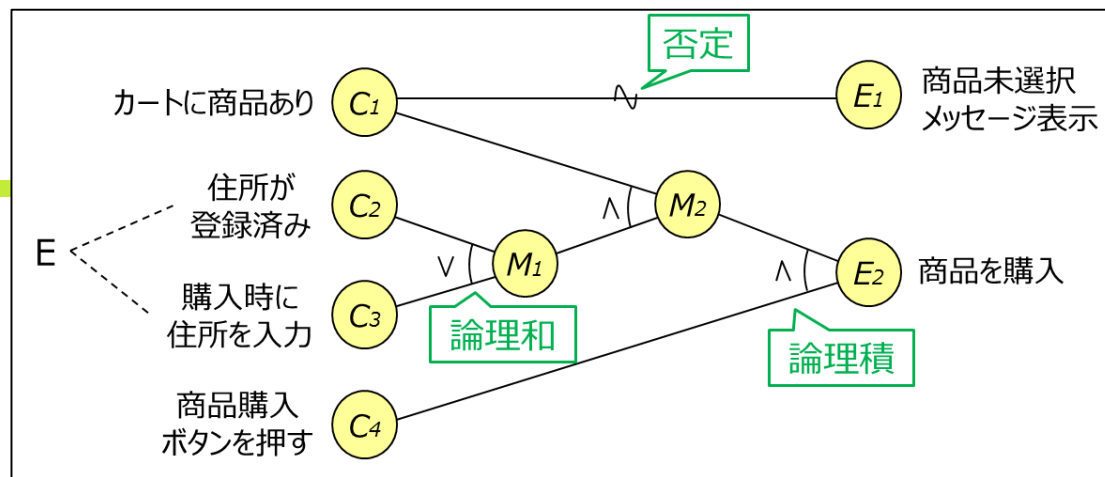 否定
カートに商品あり
C1
E1
商品未選択
メッセージ表示
住所が
登録済み
C2
∧
M2
E
∨
M1
∧
E2
商品を購入
購入時に
住所を入力
C3
論理和
論理積
商品購入
ボタンを押す
C4